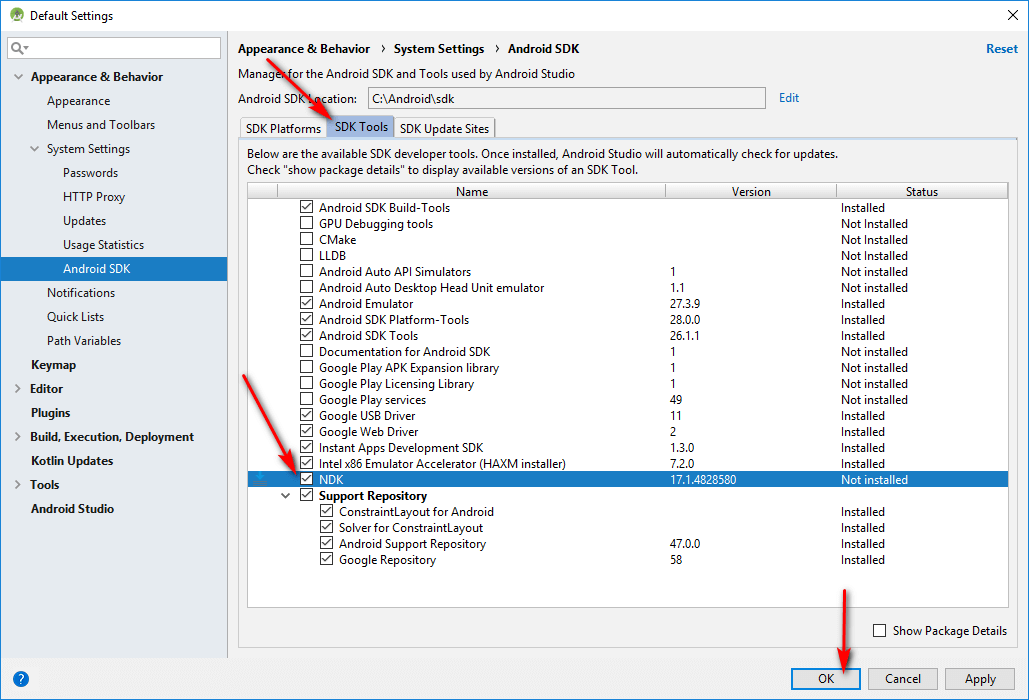 Default Settings
Appearance & Behavior
Appearance
Menus and Toolbars
System Settings
Passwords
HTTP Proxy
Updates
Usage Statistics
Android SDK
Notifications
Quick Lists
Path Variables
Keymap
Editor
Plugins
Build, Execution, Deployment
Kotlin Updates
Tools
Android Studio
Appearance & Behavior › System Settings › Android SDK
Reset
Manager for the Android SDK and Tools used by Android Studio
Android SDK Location: C:\Android\sdk Edit
SDK Platforms SDK Tools SDK Update Sites
Below are the available SDK developer tools. Once installed, Android Studio will automatically check for updates.
Check "show package details" to display available versions of an SDK Tool.
Name Version Status
Android SDK Build-Tools Installed
GPU Debugging tools Not Installed
CMake Not Installed
LLDB Not Installed
Android Auto API Simulators 1 Not installed
Android Auto Desktop Head Unit emulator 1.1 Not installed
Android Emulator 27.3.9 Installed
Android SDK Platform-Tools 28.0.0 Installed
Android SDK Tools 26.1.1 Installed
Documentation for Android SDK 1 Not installed
Google Play APK Expansion library 1 Not installed
Google Play Licensing Library 1 Not installed
Google Play services 49 Not installed
Google USB Driver 11 Installed
Google Web Driver 2 Installed
Instant Apps Development SDK 1.3.0 Installed
Intel x86 Emulator Accelerator (HAXM installer) 7.2.0 Installed
NDK 17.1.4828580 Not installed
Support Repository
ConstraintLayout for Android Installed
Solver for ConstraintLayout Installed
Android Support Repository 47.0.0 Installed
Google Repository 58 Installed
Show Package Details
? OK Cancel Apply